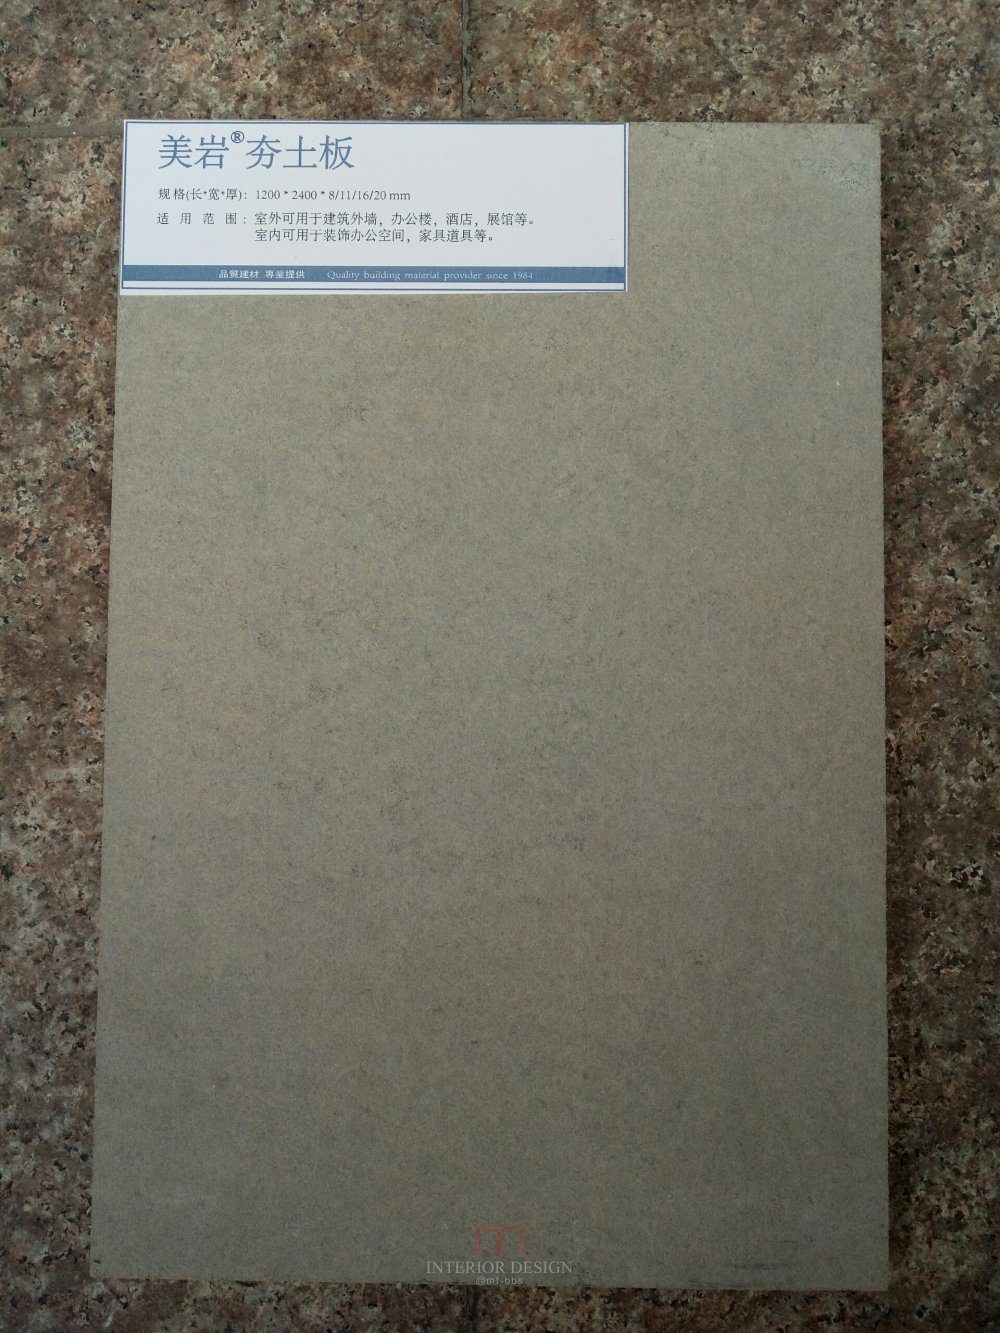 美岩®夯土板
规 格(长*宽*厚)：1200 * 2400 * 8/11/16/20 mm
适 用 范 围：室外可用于建筑外墙，办公楼，酒店，展馆等。
室内可用于装饰办公空间，家具道具等。
品質建材 專業提供 Quality building material provider since 1984
INTERIOR DESIGN
@mt-bbs